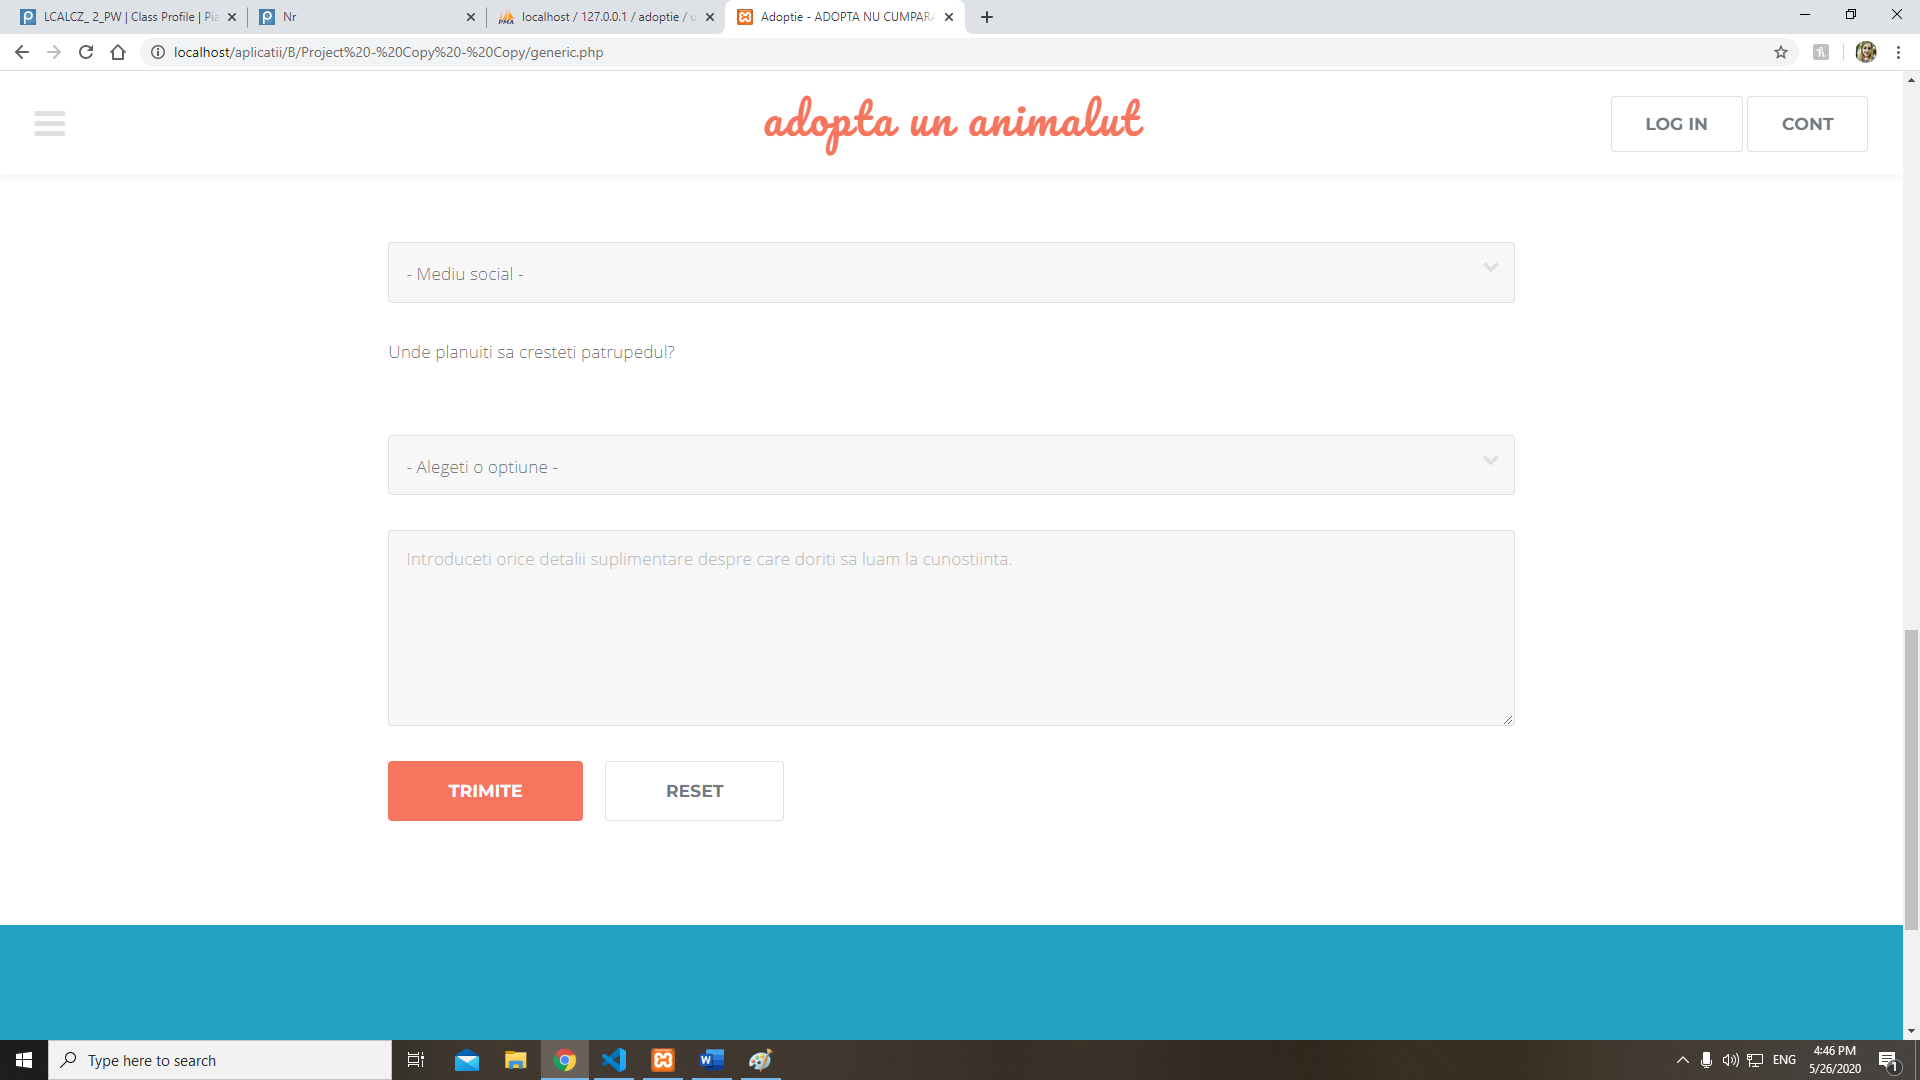 LCALCZ_ 2_PW | Class Profile | Pia
Nr
localhost / 127.0.0.1 / adoptie / u
Adoptie - ADOPTA NU CUMPARA
localhost/aplicatii/B/Project%20-%20Copy%20-%20Copy/generic.php
adopta un animalut
LOG IN
CONT
- Mediu social -
Unde planuiti sa cresteti patrupedul?
- Alegeti o optiune -
Introduceti orice detalii suplimentare despre care doriti sa luam la cunostiinta.
TRIMITE
RESET
Type here to search
ENG
4:46 PM
5/26/2020
1